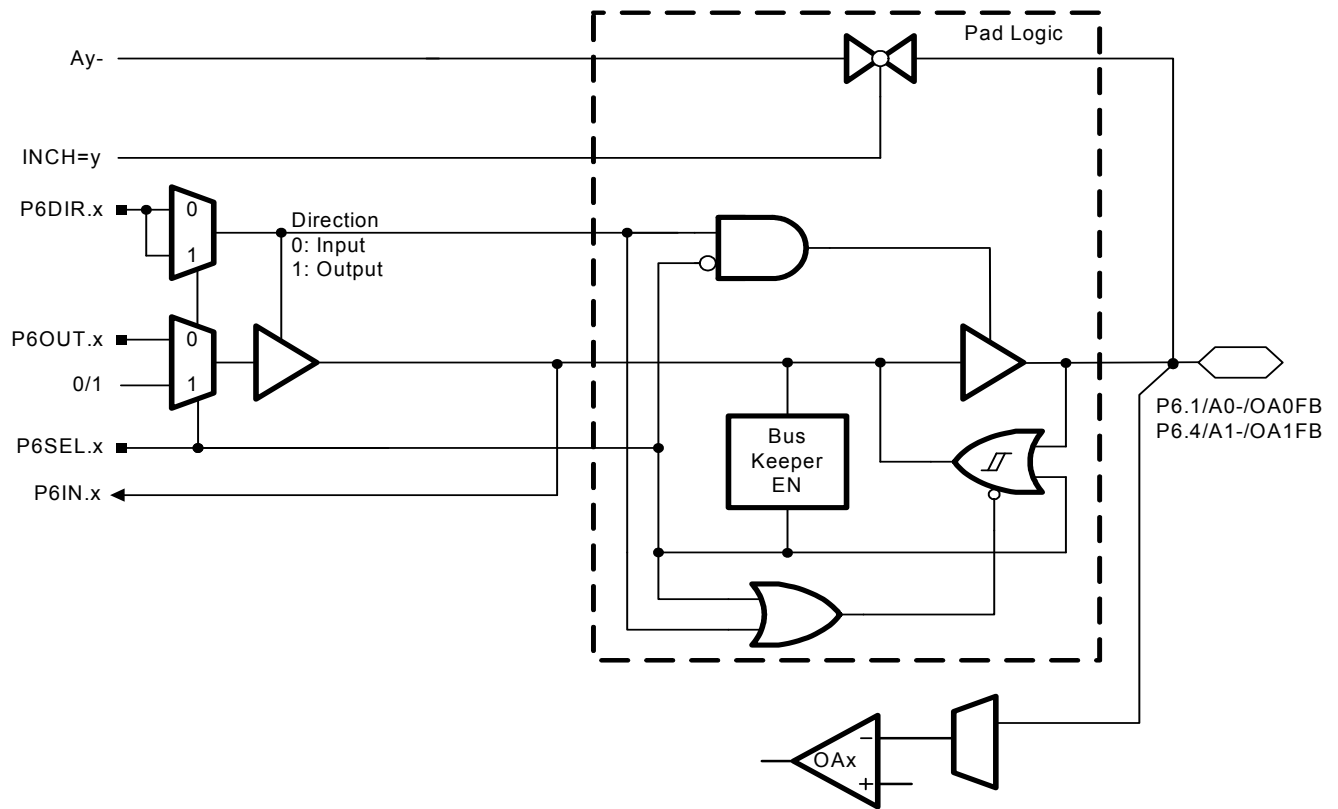 Pad Logic
Ay-
INCH=y
P6DIR.x
0
1
Direction
0: Input
1: Output
P6OUT.x
0
0/1
1
P6SEL.x
P6IN.x
Bus
Keeper
EN
P6.1/A0-/OA0FB
P6.4/A1-/OA1FB
OAx
−
+